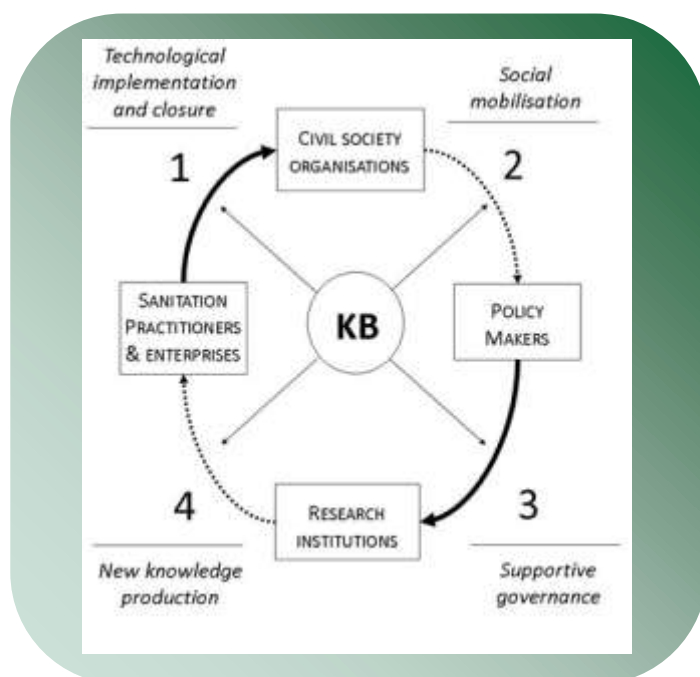 Technological
implementation
and closure
Social
mobilisation
1
CIVIL SOCIETY
ORGANISATIONS
2
SANITATION
PRACTITIONERS
& ENTERPRISES
KB
POLICY
MAKERS
4
RESEARCH
INSTITUTIONS
3
New knowledge
production
Supportive
governance